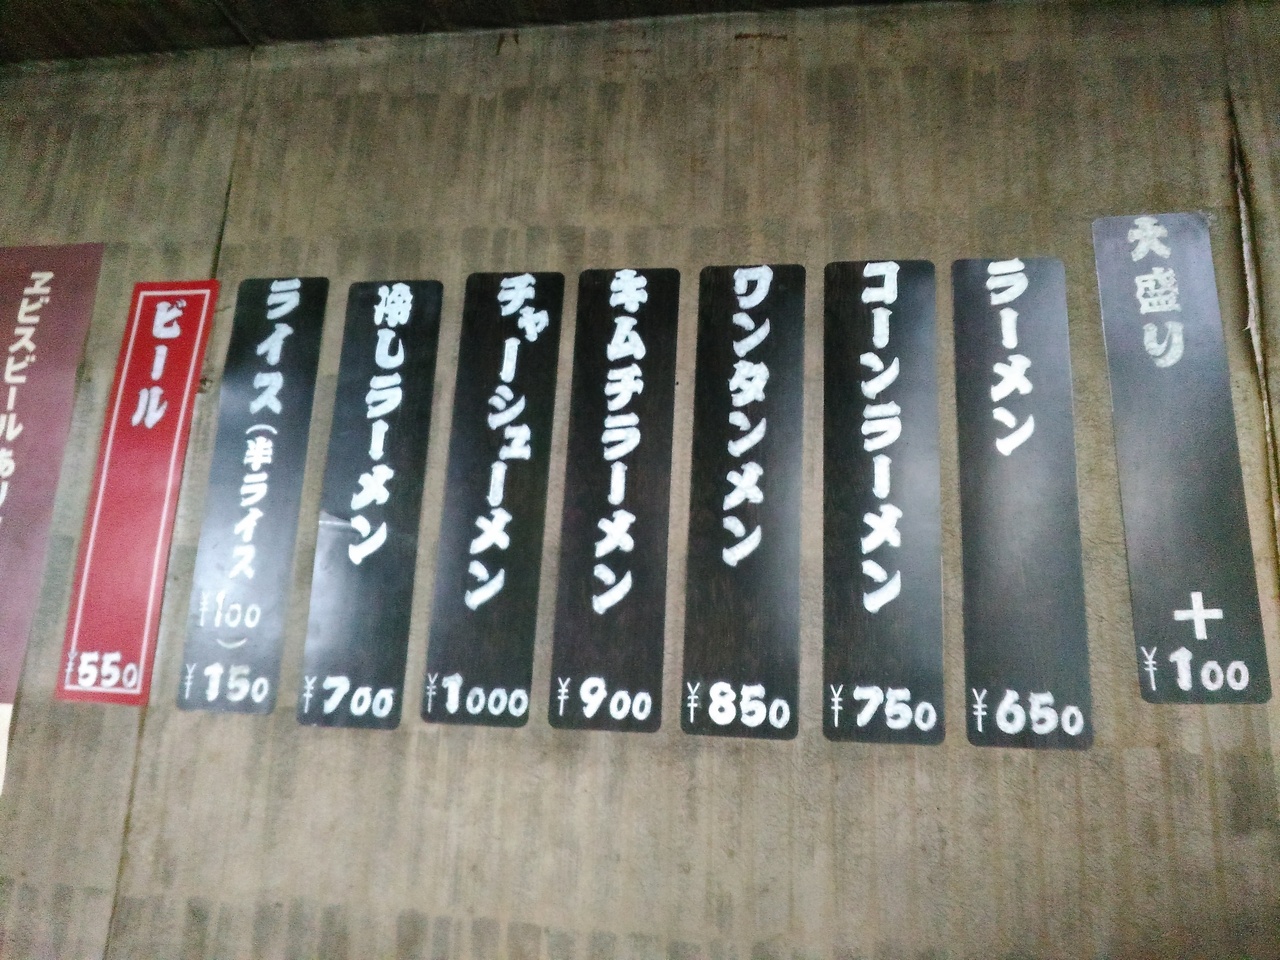 大盛り
+
¥100
ラーメン
¥650
コーンラーメン
¥750
ワンタンメン
¥850
キムチラーメン
¥900
チャーシューメン
¥1000
冷しラーメン
¥700
ライス(半ライス
¥100
)
¥150
ビール
¥550
ヱビスビールあり